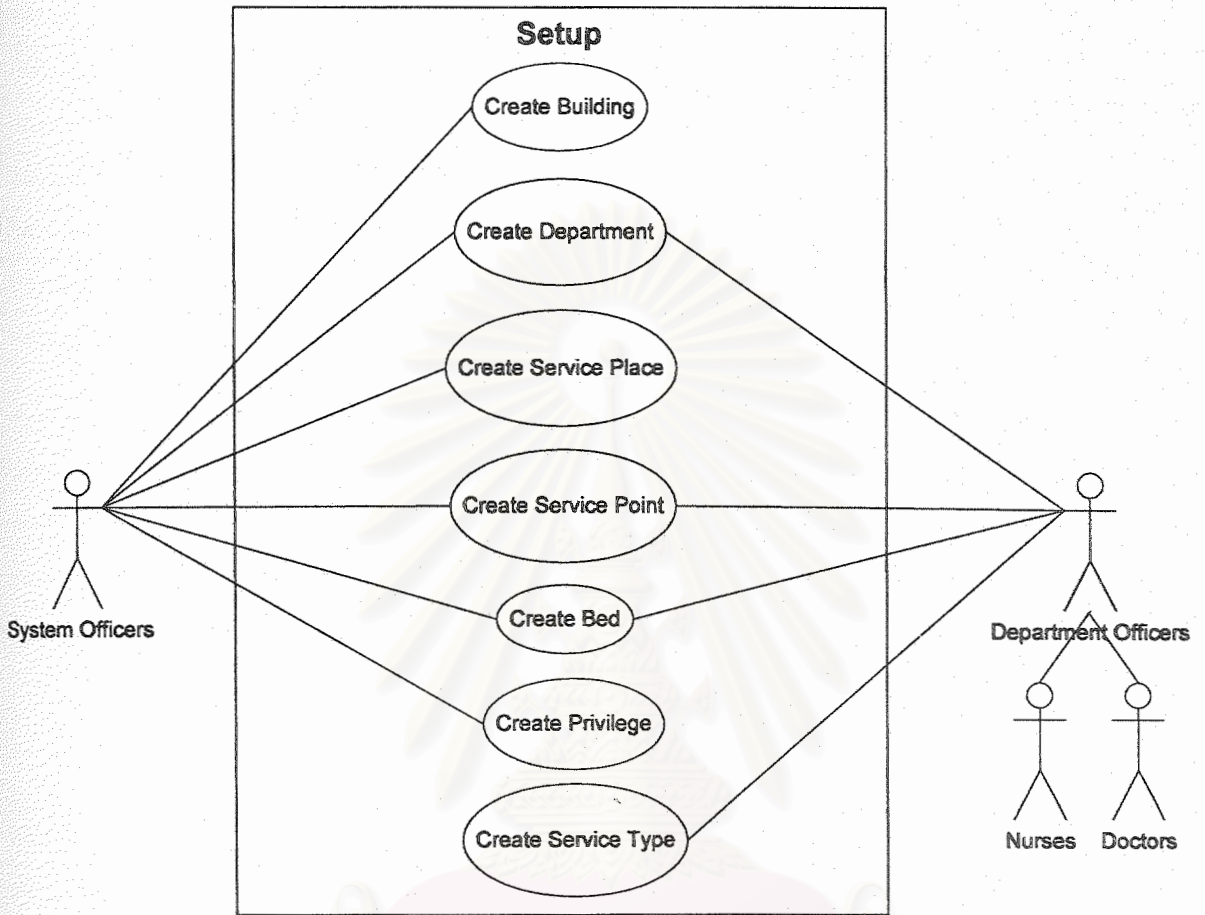 Setup
Create Building
Create Department
Create Service Place
Create Service Point
Create Bed
Create Privilege
Create Service Type
System Officers
Department Officers
Nurses
Doctors